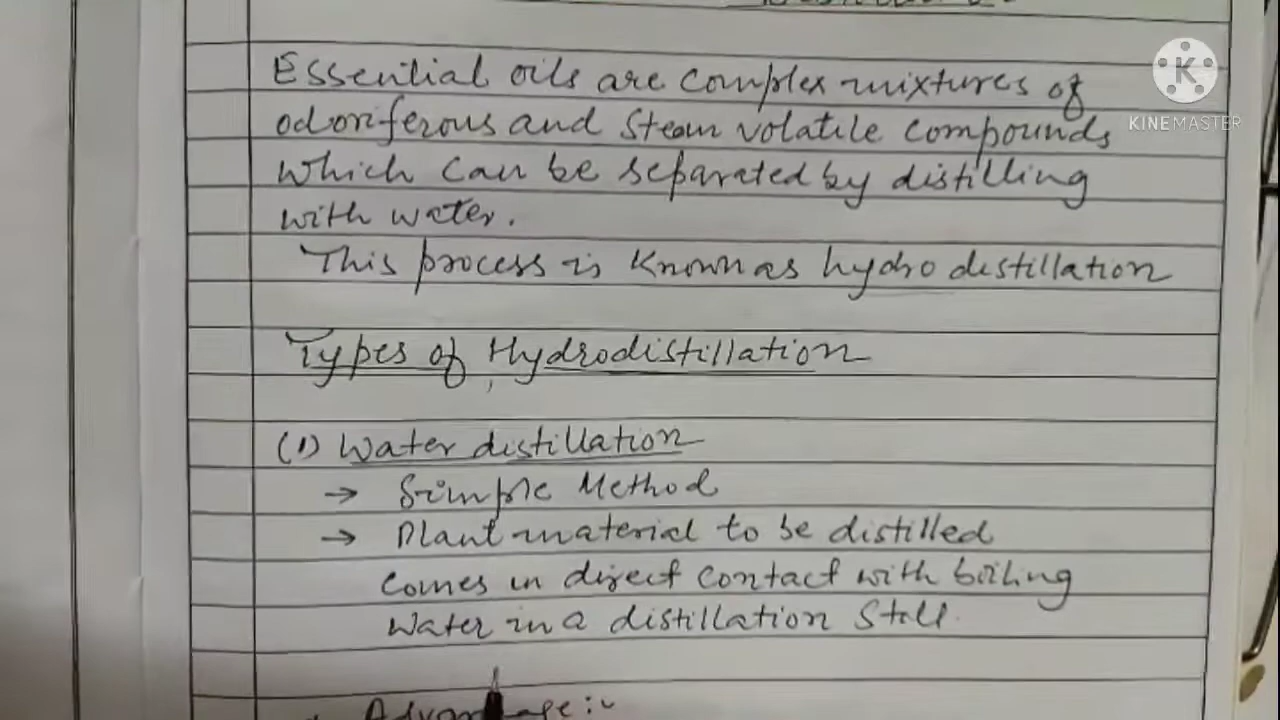 Essential oils are complex mixtures of
odoriferous and steam volatile compounds
which can be separated by distilling
with water.
This process is known as hydro distillation
Types of Hydrodistillation
(1) Water distillation
→ Simple Method
→ Plant material to be distilled
comes in direct contact with boiling
water in a distillation still.
K
KINEMASTER